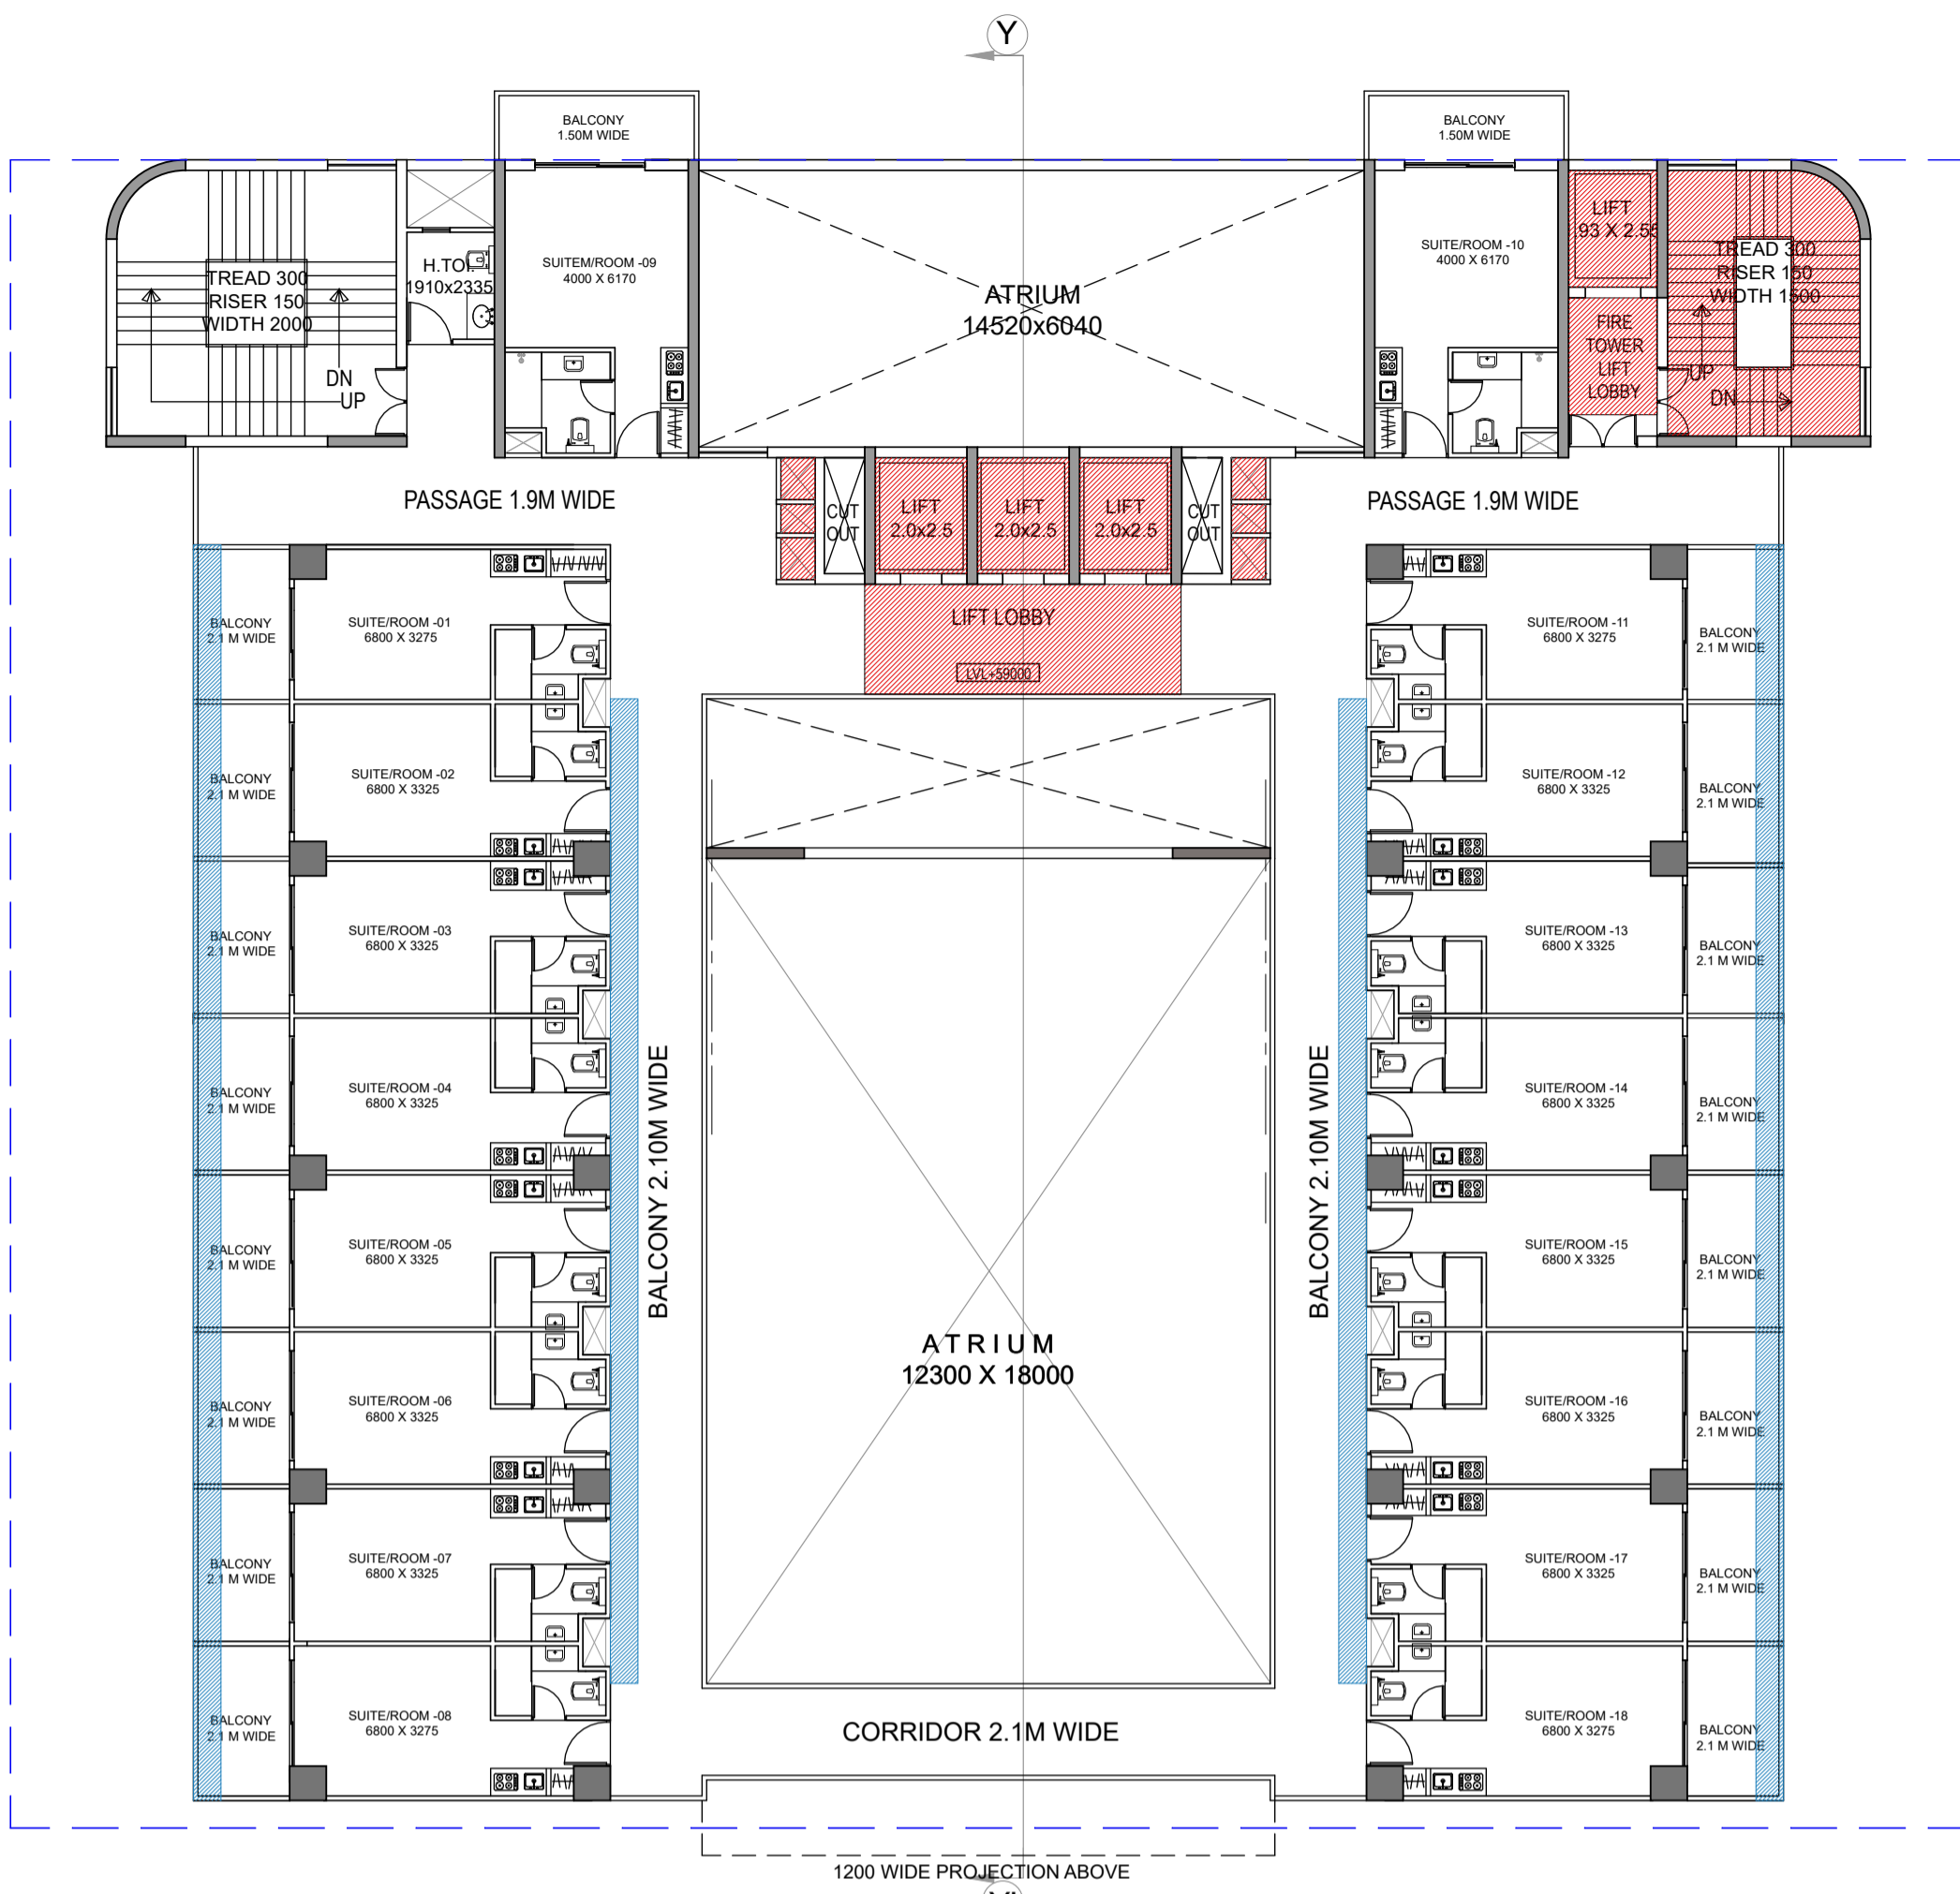 Y
BALCONY
1.50M WIDE
BALCONY
1.50M WIDE
TREAD 300
RISER 150
WIDTH 2000
DN
UP
H.TOI.
1910x2335
SUITEM/ROOM -09
4000 X 6170
ATRIUM
14520x6040
SUITE/ROOM -10
4000 X 6170
LIFT
.93 X 2.55
FIRE
TOWER
LIFT
LOBBY
TREAD 300
RISER 150
WIDTH 1500
UP
DN
PASSAGE 1.9M WIDE
CUT
OUT
LIFT
2.0x2.5
LIFT
2.0x2.5
LIFT
2.0x2.5
CUT
OUT
PASSAGE 1.9M WIDE
LIFT LOBBY
LVL+59000
BALCONY
2.1 M WIDE
SUITE/ROOM -01
6800 X 3275
SUITE/ROOM -11
6800 X 3275
BALCONY
2.1 M WIDE
BALCONY
2.1 M WIDE
SUITE/ROOM -02
6800 X 3325
SUITE/ROOM -12
6800 X 3325
BALCONY
2.1 M WIDE
BALCONY
2.1 M WIDE
SUITE/ROOM -03
6800 X 3325
SUITE/ROOM -13
6800 X 3325
BALCONY
2.1 M WIDE
BALCONY
2.1 M WIDE
SUITE/ROOM -04
6800 X 3325
BALCONY 2.10M WIDE
BALCONY 2.10M WIDE
SUITE/ROOM -14
6800 X 3325
BALCONY
2.1 M WIDE
BALCONY
2.1 M WIDE
SUITE/ROOM -05
6800 X 3325
SUITE/ROOM -15
6800 X 3325
BALCONY
2.1 M WIDE
ATRIUM
12300 X 18000
BALCONY
2.1 M WIDE
SUITE/ROOM -06
6800 X 3325
SUITE/ROOM -16
6800 X 3325
BALCONY
2.1 M WIDE
BALCONY
2.1 M WIDE
SUITE/ROOM -07
6800 X 3325
SUITE/ROOM -17
6800 X 3325
BALCONY
2.1 M WIDE
BALCONY
2.1 M WIDE
SUITE/ROOM -08
6800 X 3275
CORRIDOR 2.1M WIDE
SUITE/ROOM -18
6800 X 3275
BALCONY
2.1 M WIDE
1200 WIDE PROJECTION ABOVE